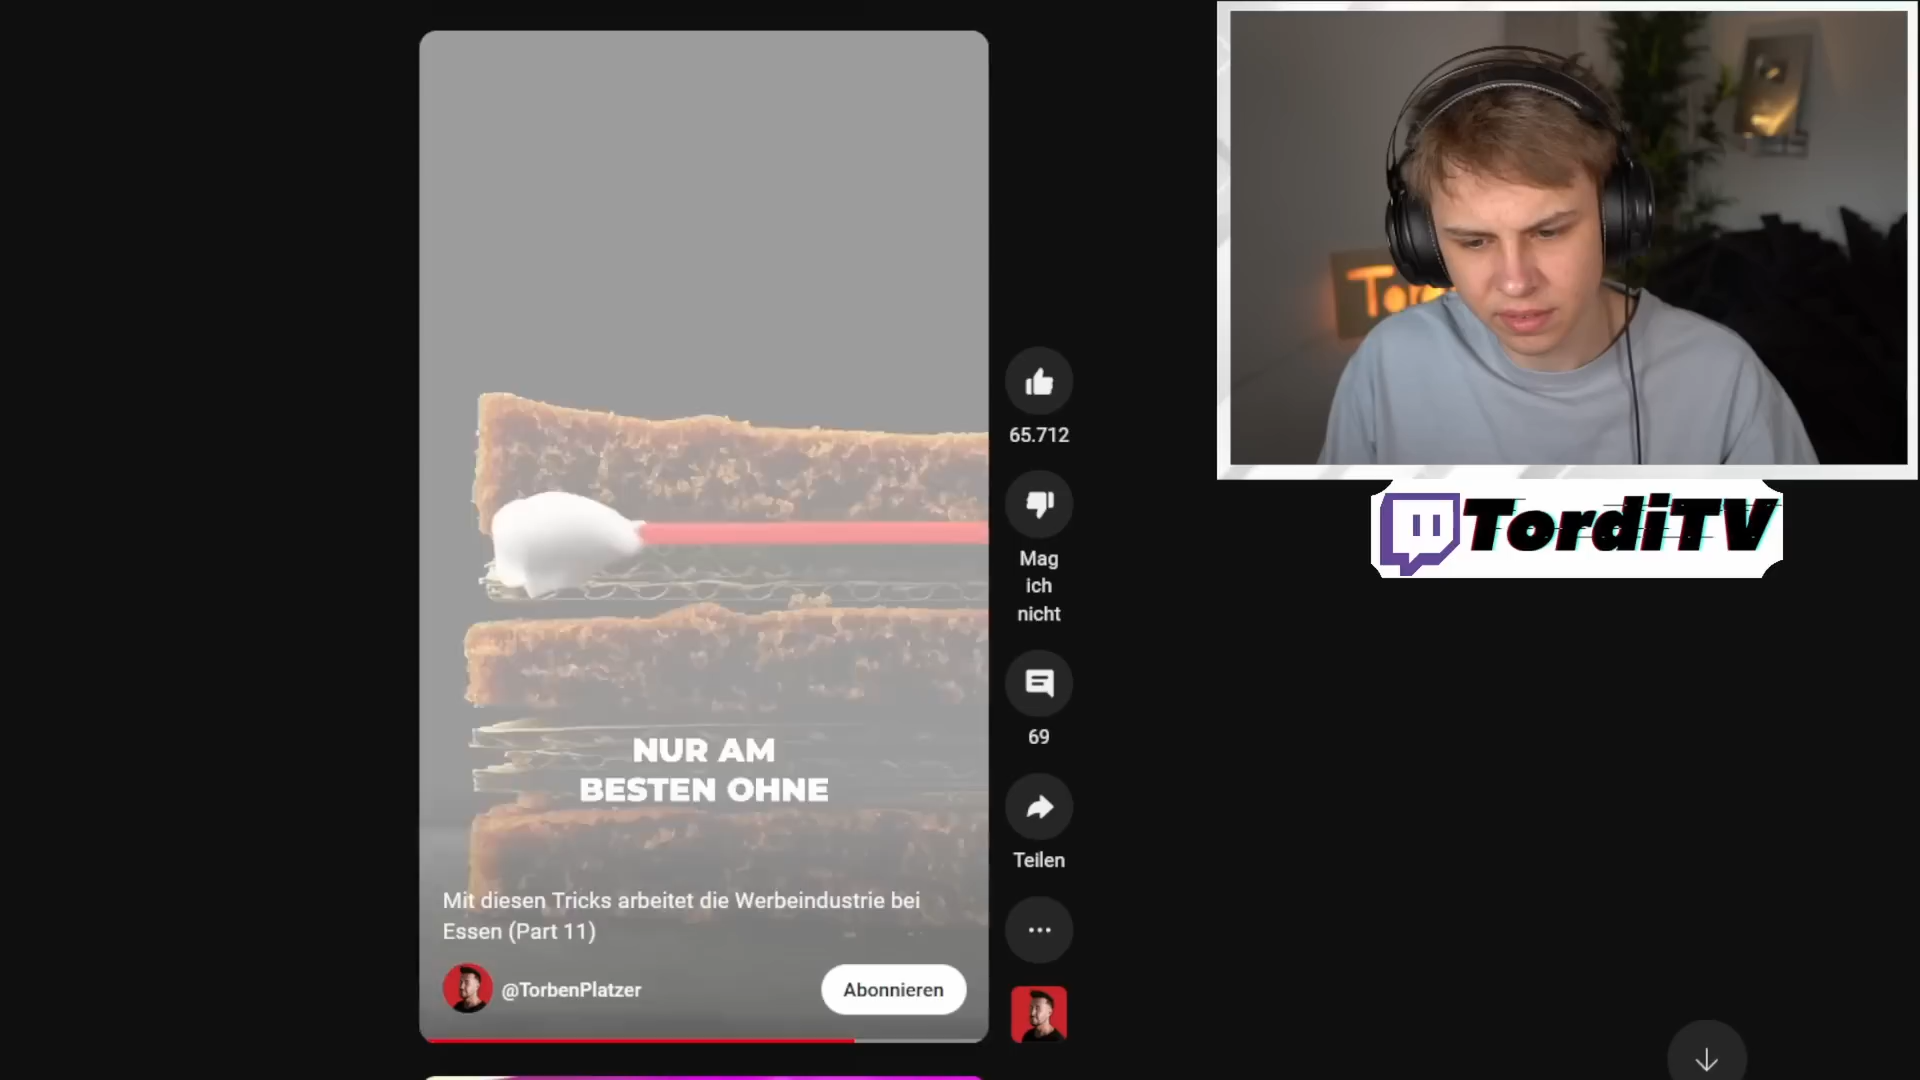 NUR AM
BESTEN OHNE
Mit diesen Tricks arbeitet die Werbeindustrie bei
Essen (Part 11)
@TorbenPlatzer
Abonnieren
65.712
Mag
ich
nicht
69
Teilen
TordiTV